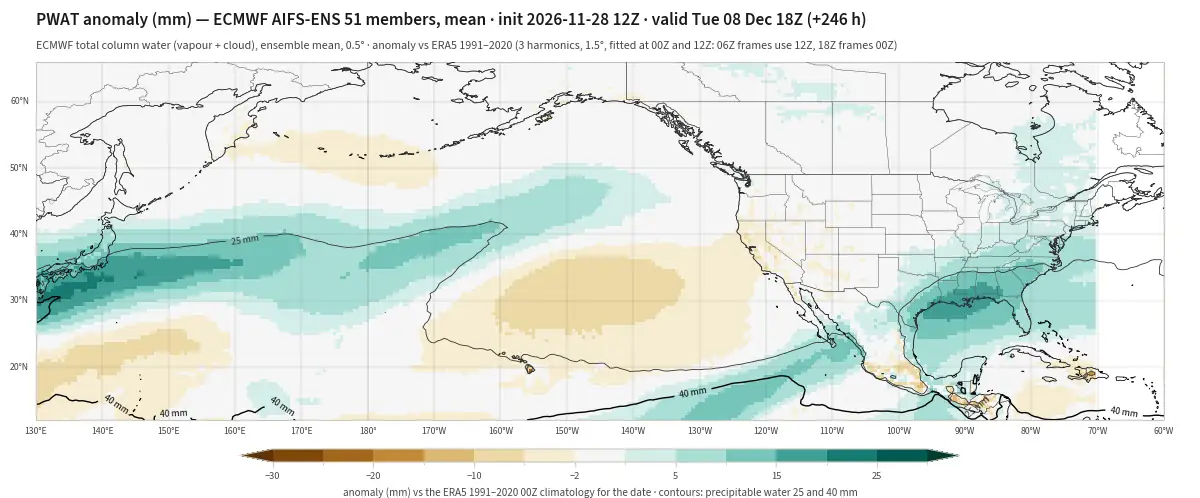 PWAT anomaly (mm) — ECMWF AIFS-ENS 51 members, mean · init 2026-11-28 12Z · valid Tue 08 Dec 18Z (+246 h)
ECMWF total column water (vapour + cloud), ensemble mean, 0.5° · anomaly vs ERA5 1991–2020 (3 harmonics, 1.5°, fitted at 00Z and 12Z: 06Z frames use 12Z, 18Z frames 00Z)
60°N
50°N
40°N
30°N
20°N
25 mm
40 mm
40 mm
40 mm
40 mm
40 mm
130°E 140°E 150°E 160°E 170°E 180° 170°W 160°W 150°W 140°W 130°W 120°W 110°W 100°W 90°W 80°W 70°W 60°W
−30 −20 −10 −2 5 15 25
anomaly (mm) vs the ERA5 1991–2020 00Z climatology for the date · contours: precipitable water 25 and 40 mm